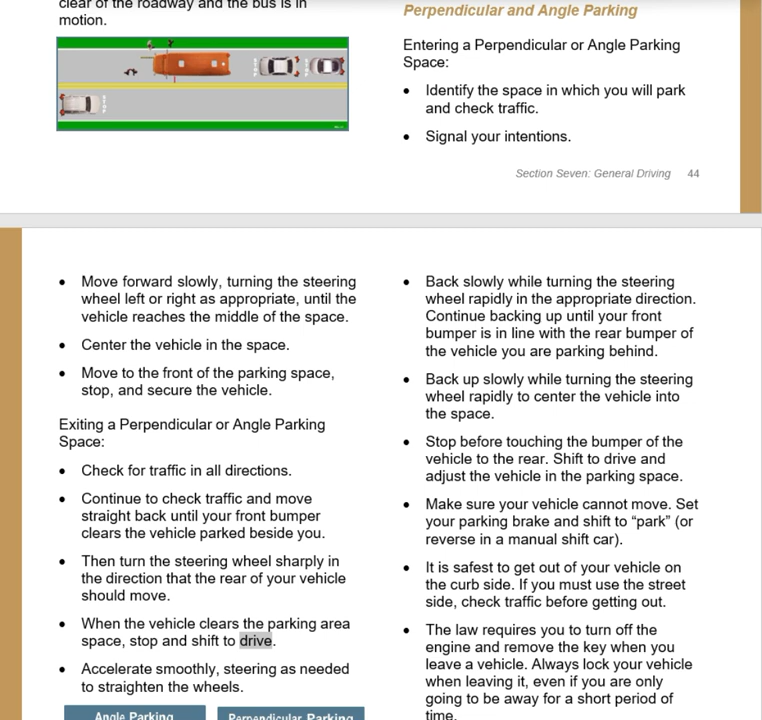 clear of the roadway and the bus is in
motion.
Perpendicular and Angle Parking
Entering a Perpendicular or Angle Parking
Space:
• Identify the space in which you will park
and check traffic.
• Signal your intentions.
Section Seven: General Driving 44
• Move forward slowly, turning the steering
wheel left or right as appropriate, until the
vehicle reaches the middle of the space.
• Center the vehicle in the space.
• Move to the front of the parking space,
stop, and secure the vehicle.
Exiting a Perpendicular or Angle Parking
Space:
• Check for traffic in all directions.
• Continue to check traffic and move
straight back until your front bumper
clears the vehicle parked beside you.
• Then turn the steering wheel sharply in
the direction that the rear of your vehicle
should move.
• When the vehicle clears the parking area
space, stop and shift to drive.
• Accelerate smoothly, steering as needed
to straighten the wheels.
Angle Parking
Perpendicular Parking
• Back slowly while turning the steering
wheel rapidly in the appropriate direction.
Continue backing up until your front
bumper is in line with the rear bumper of
the vehicle you are parking behind.
• Back up slowly while turning the steering
wheel rapidly to center the vehicle into
the space.
• Stop before touching the bumper of the
vehicle to the rear. Shift to drive and
adjust the vehicle in the parking space.
• Make sure your vehicle cannot move. Set
your parking brake and shift to “park” (or
reverse in a manual shift car).
• It is safest to get out of your vehicle on
the curb side. If you must use the street
side, check traffic before getting out.
• The law requires you to turn off the
engine and remove the key when you
leave a vehicle. Always lock your vehicle
when leaving it, even if you are only
going to be away for a short period of
time.